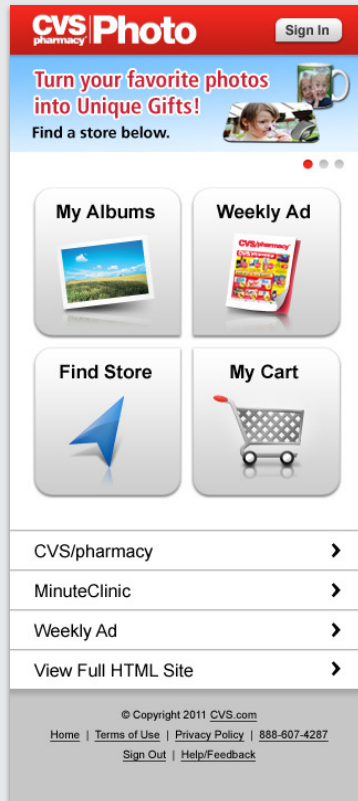 CVS pharmacy Photo
Sign In
Turn your favorite photos
into Unique Gifts!
Find a store below.
My Albums
Weekly Ad
CVS/pharmacy
Find Store
My Cart
CVS/pharmacy
MinuteClinic
Weekly Ad
View Full HTML Site
© Copyright 2011 CVS.com
Home | Terms of Use | Privacy Policy | 888-607-4287
Sign Out | Help/Feedback